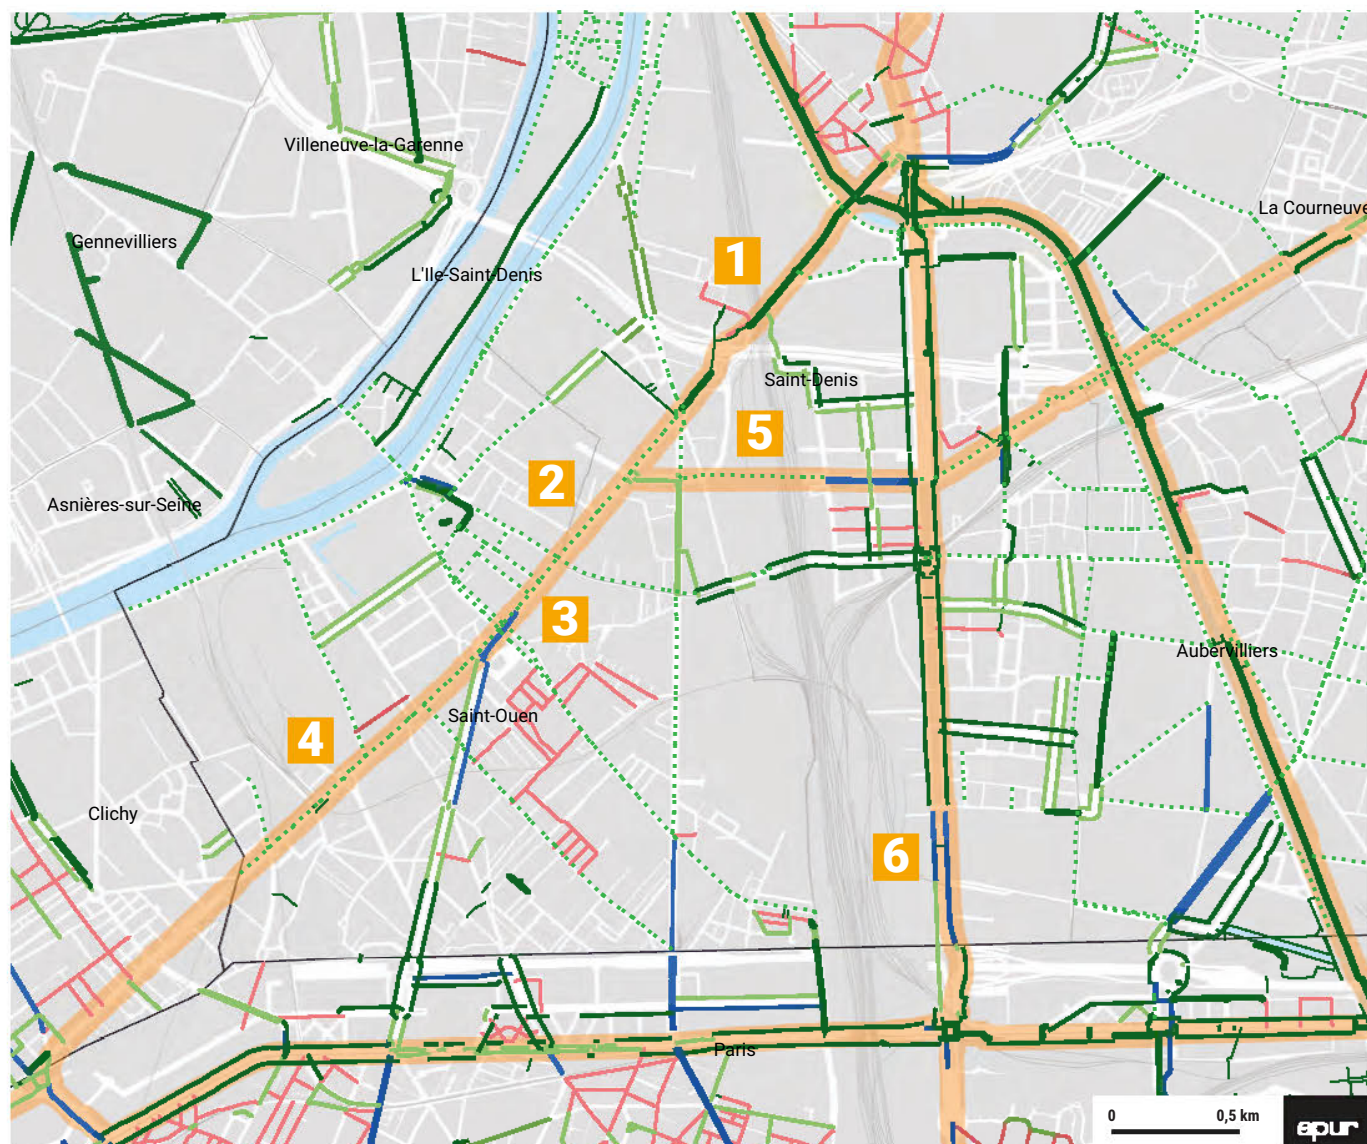 Villeneuve-la-Garenne
La Courneuve
Gennevilliers
L'Ile-Saint-Denis
1
Saint-Denis
5
2
Asnières-sur-Seine
3
Aubervilliers
Saint-Ouen
4
Clichy
6
Paris
0 0,5 km
apur